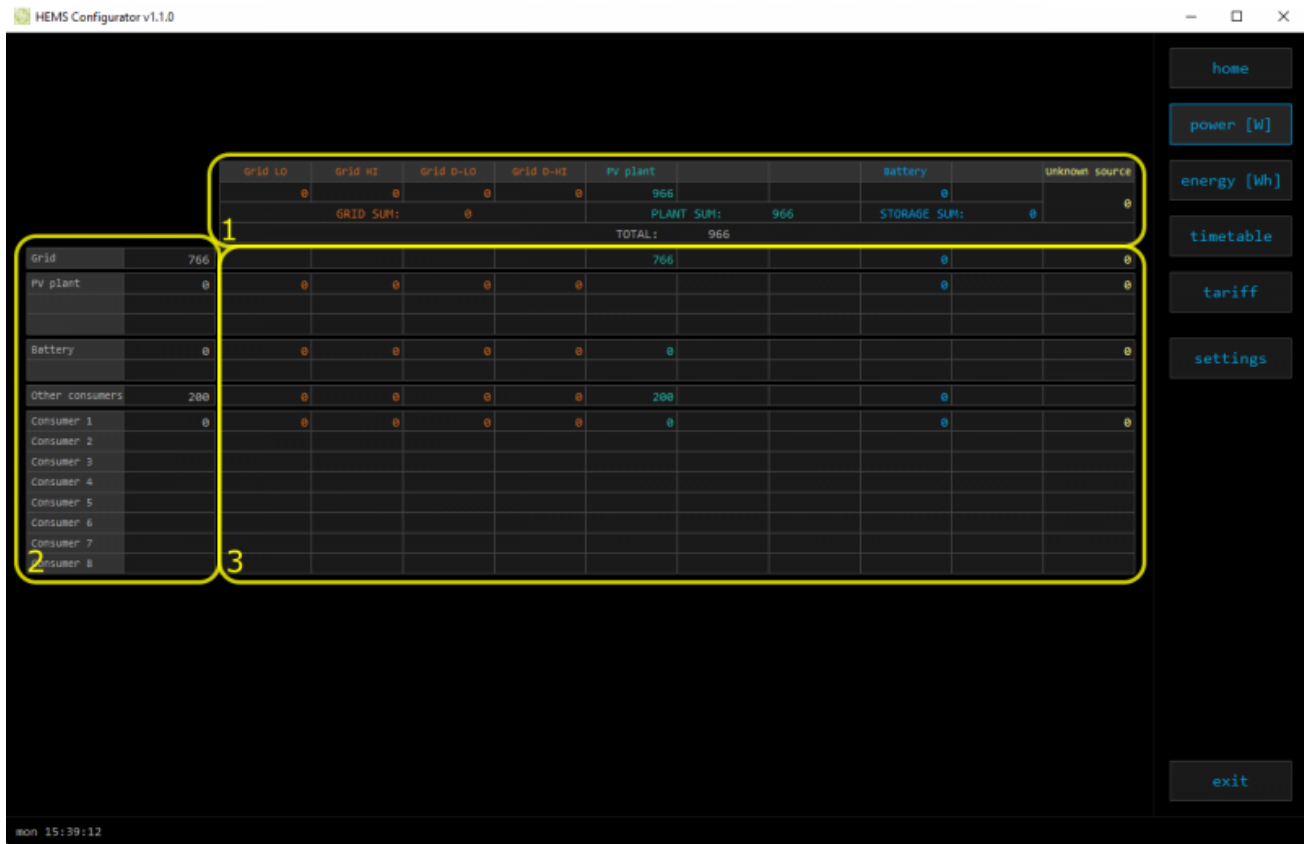 HEMS Configurator v1.1.0
home
power [W]
Grid LO Grid HI Grid D-LO Grid D-HI PV plant Battery Unknown source
energy [Wh]
0 0 0 0 966 0 0
GRID SUM: 0 PLANT SUM: 966 STORAGE SUM: 0
1 TOTAL: 966
timetable
Grid 766 766 0 0
PV plant 0 0 0 0 0 0 0
tariff
Battery 0 0 0 0 0 0 0
settings
Other consumers 200 0 0 0 0 200 0
Consumer 1 0 0 0 0 0 0 0 0
Consumer 2
Consumer 3
Consumer 4
Consumer 5
Consumer 6
Consumer 7
2 3
Consumer 8
exit
mon 15:39:12